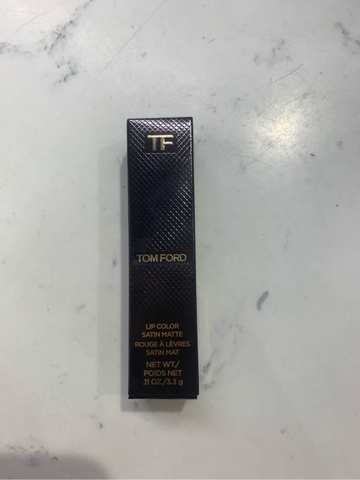 TF
TOM FORD
LIP COLOR
SATIN MATTE
ROUGE À LÈVRES
SATIN MAT
NET WT./
POIDS NET
.11 OZ./3.3 g